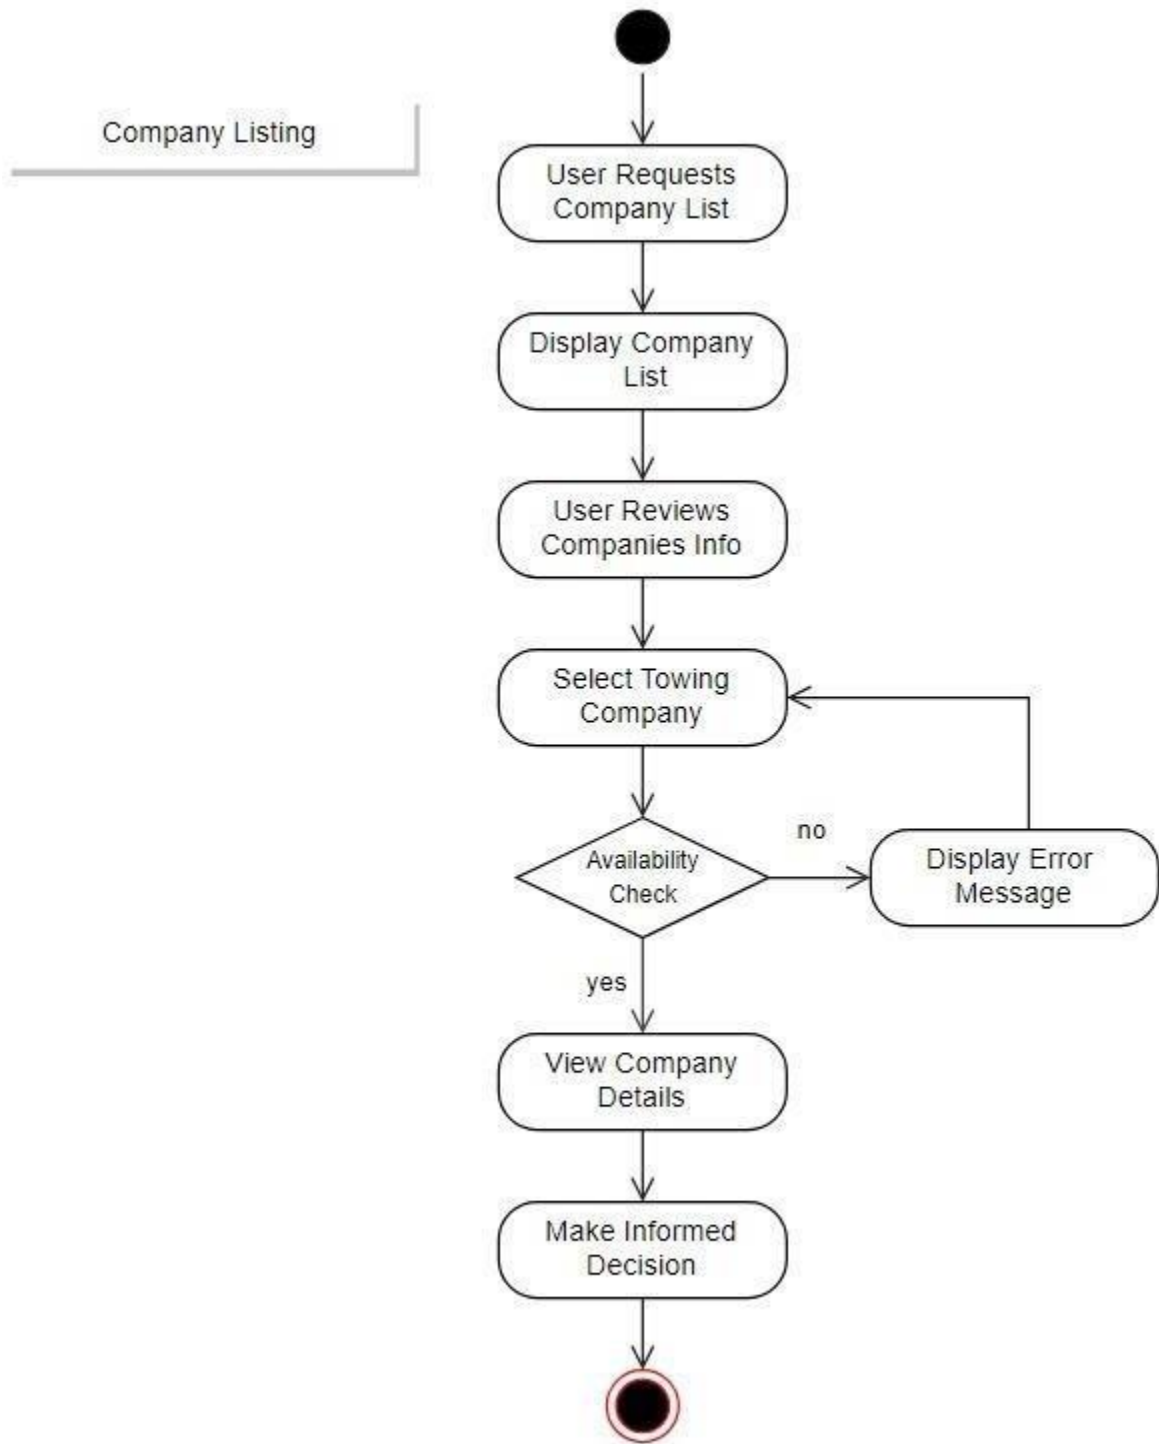 Company Listing
User Requests
Company List
Display Company
List
User Reviews
Companies Info
Select Towing
Company
Availability
Check
no
Display Error
Message
yes
View Company
Details
Make Informed
Decision